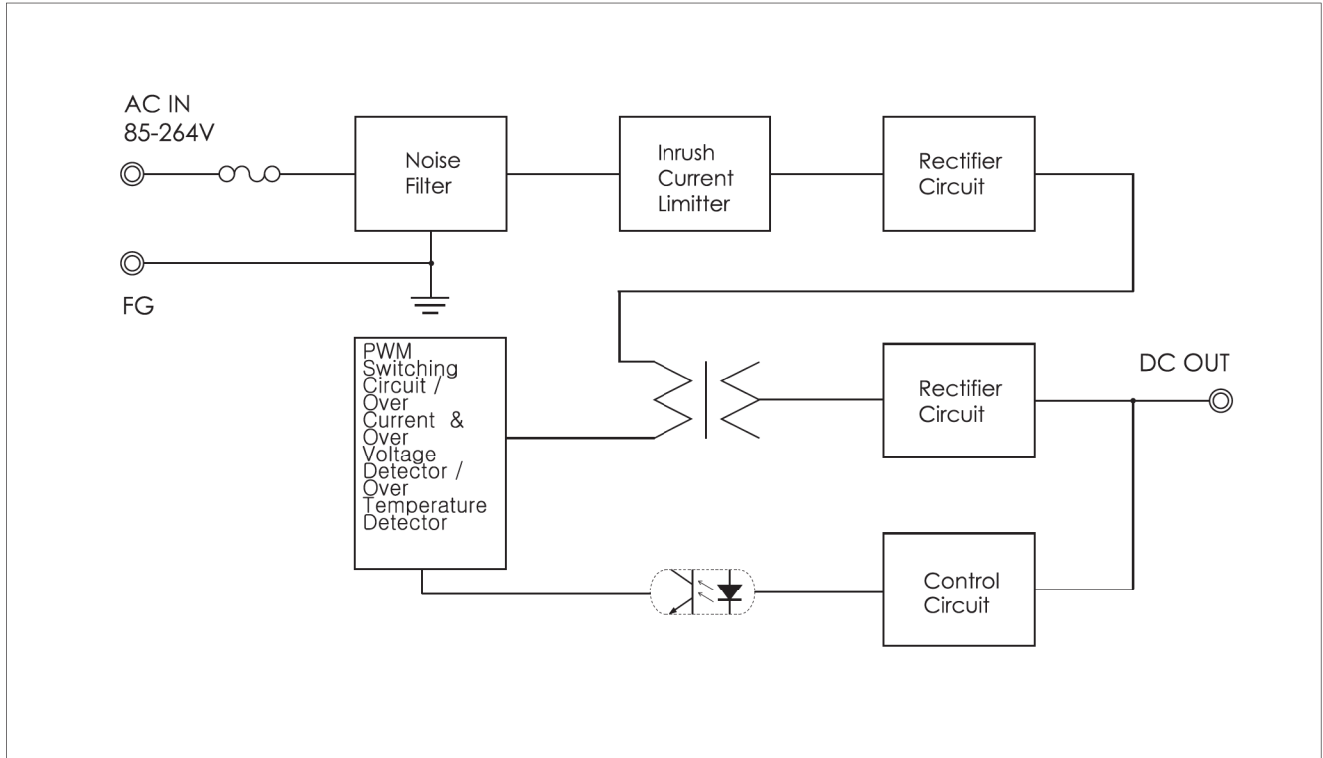 AC IN
85-264V
Noise
Filter
Inrush
Current
Limitter
Rectifier
Circuit
FG
PWM
Switching
Circuit /
Over
Current &
Over
Voltage
Detector /
Over
Temperature
Detector
Rectifier
Circuit
DC OUT
Control
Circuit